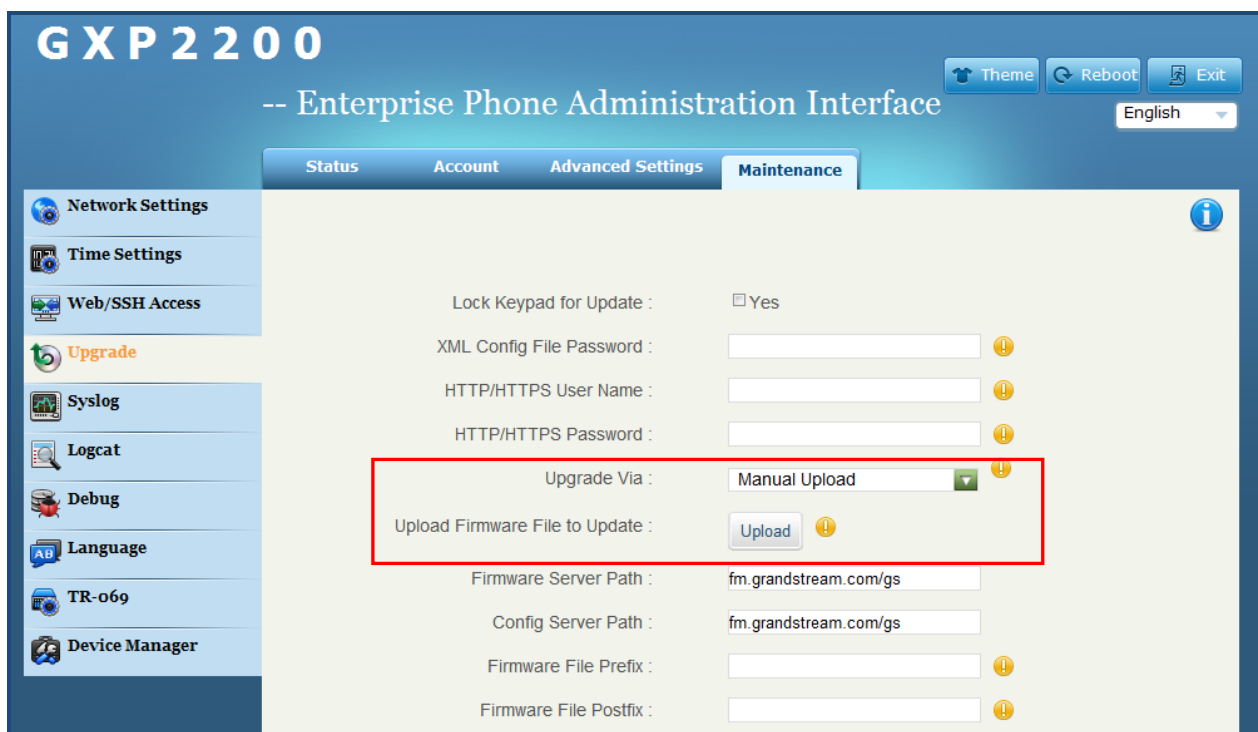 GXP2200
-- Enterprise Phone Administration Interface
Theme
Reboot
Exit
English
Status
Account
Advanced Settings
Maintenance
Network Settings
Time Settings
Web/SSH Access
Upgrade
Syslog
Logcat
Debug
Language
TR-069
Device Manager
Lock Keypad for Update : Yes
XML Config File Password :
HTTP/HTTPS User Name :
HTTP/HTTPS Password :
Upgrade Via : Manual Upload
Upload Firmware File to Update : Upload
Firmware Server Path : fm.grandstream.com/gs
Config Server Path : fm.grandstream.com/gs
Firmware File Prefix :
Firmware File Postfix :